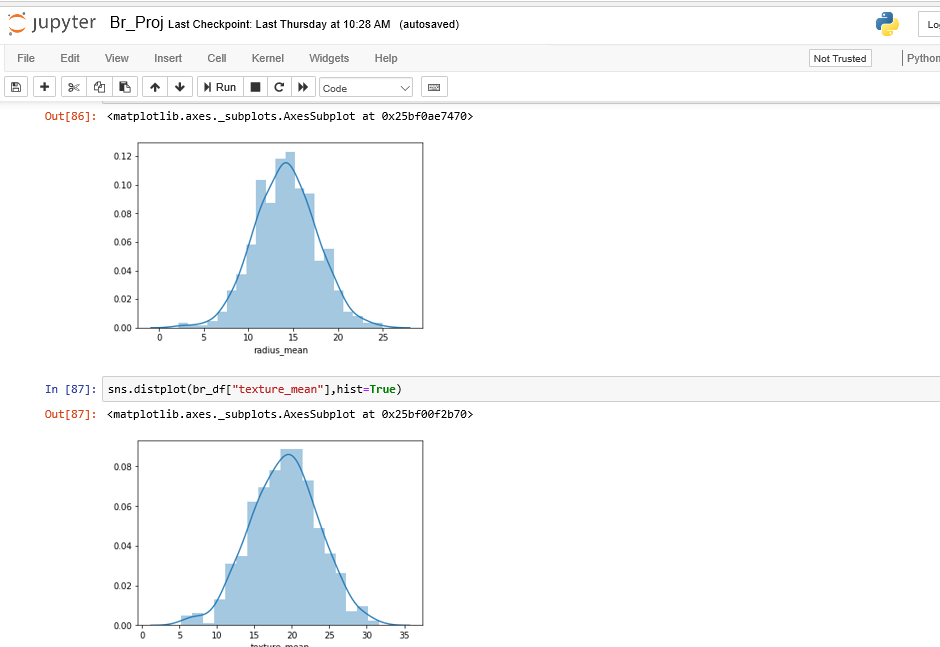 jupyter Br_Proj Last Checkpoint: Last Thursday at 10:28 AM (autosaved)
File Edit View Insert Cell Kernel Widgets Help Not Trusted
Run Code
Out[86]: <matplotlib.axes._subplots.AxesSubplot at 0x25bf0ae7470>
0.12
0.10
0.08
0.06
0.04
0.02
0.00
0 5 10 15 20 25
radius_mean
In [87]: sns.distplot(br_df["texture_mean"],hist=True)
Out[87]: <matplotlib.axes._subplots.AxesSubplot at 0x25bf00f2b70>
0.08
0.06
0.04
0.02
0.00
0 5 10 15 20 25 30 35
texture_mean